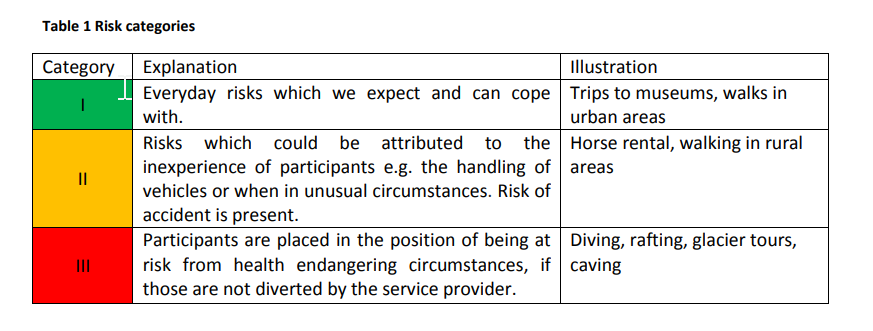 Table 1 Risk categories
Category Explanation Illustration
I Everyday risks which we expect and can cope Trips to museums, walks in
with. urban areas
Risks which could be attributed to the Horse rental, walking in rural
inexperience of participants e.g. the handling of areas
II vehicles or when in unusual circumstances. Risk of
accident is present.
Participants are placed in the position of being at Diving, rafting, glacier tours,
III risk from health endangering circumstances, if caving
those are not diverted by the service provider.